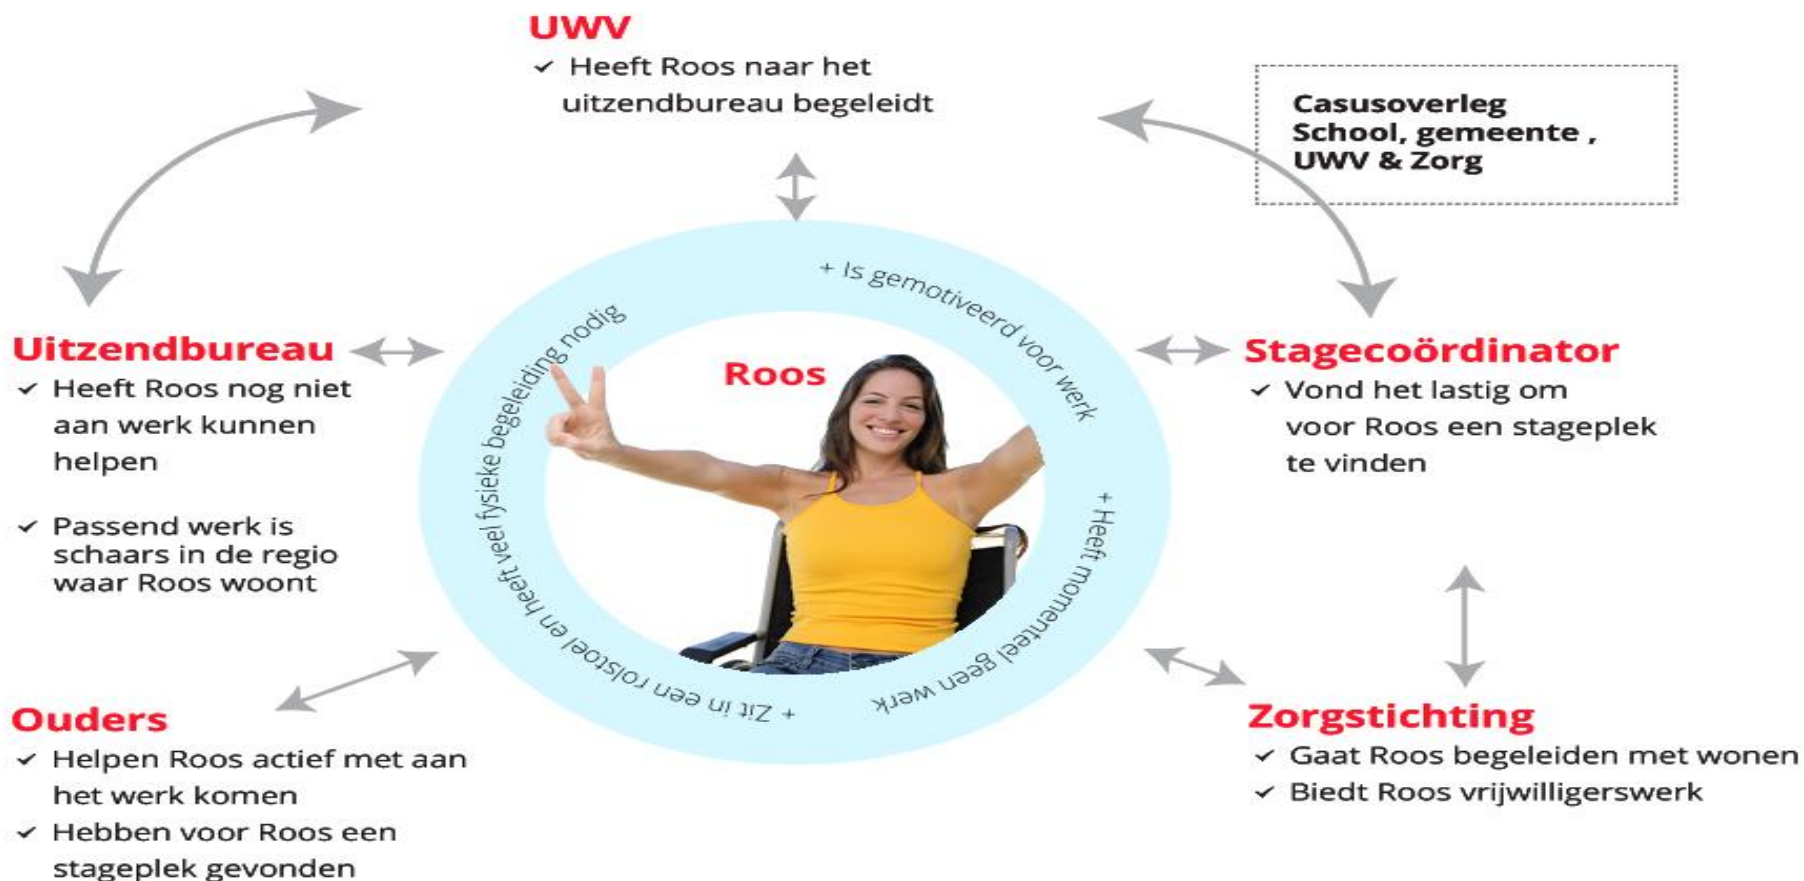 UWV
✓ Heeft Roos naar het
uitzendbureau begeleidt
Casusoverleg
School, gemeente ,
UWV & Zorg
Uitzendbureau
✓ Heeft Roos nog niet
aan werk kunnen
helpen
✓ Passend werk is
schaars in de regio
waar Roos woont
Roos
+ Is gemotiveerd voor werk
+ Heeft momenteel geen werk
+ Zit in een rolstoel en heeft veel fysieke begeleiding nodig
Stagecoördinator
✓ Vond het lastig om
voor Roos een stageplek
te vinden
Ouders
✓ Helpen Roos actief met aan
het werk komen
✓ Hebben voor Roos een
stageplek gevonden
Zorgstichting
✓ Gaat Roos begeleiden met wonen
✓ Biedt Roos vrijwilligerswerk